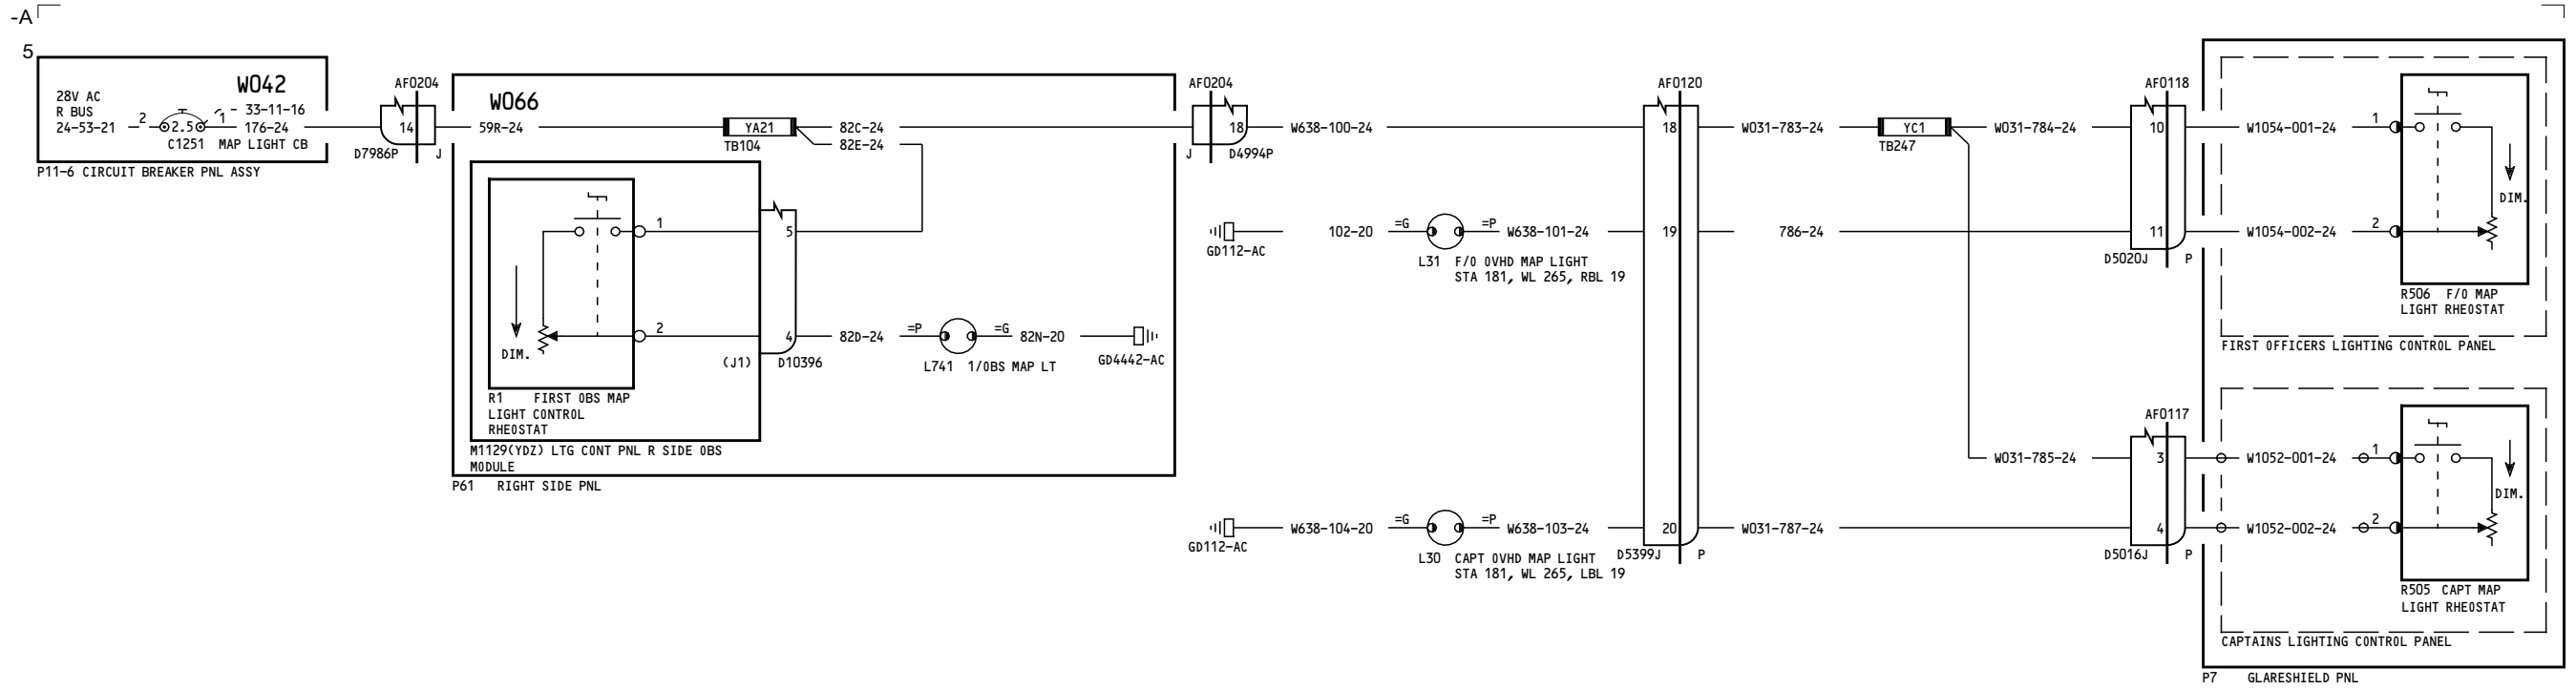 -A
5
W042
28V AC
R BUS
24-53-21
2
2.5
1
33-11-16
176-24
C1251 MAP LIGHT CB
P11-6 CIRCUIT BREAKER PNL ASSY
AF0204
14
D7986P
J
W066
59R-24
YA21
TB104
82C-24
82E-24
1
5
2
4
DIM.
(J1)
D10396
82D-24
=P
=G
82N-20
L741 1/OBS MAP LT
GD4442-AC
R1 FIRST OBS MAP
LIGHT CONTROL
RHEOSTAT
M1129(YDZ) LTG CONT PNL R SIDE OBS
MODULE
P61 RIGHT SIDE PNL
AF0204
18
J
D4994P
W638-100-24
GD112-AC
102-20
=G
=P
W638-101-24
L31 F/O OVHD MAP LIGHT
STA 181, WL 265, RBL 19
GD112-AC
W638-104-20
=G
=P
W638-103-24
L30 CAPT OVHD MAP LIGHT
STA 181, WL 265, LBL 19
AF0120
18
19
20
D5399J
P
W031-783-24
YC1
TB247
W031-784-24
786-24
W031-785-24
W031-787-24
AF0118
10
11
D5020J
P
W1054-001-24
1
W1054-002-24
2
DIM.
R506 F/O MAP
LIGHT RHEOSTAT
FIRST OFFICERS LIGHTING CONTROL PANEL
AF0117
3
4
D5016J
P
W1052-001-24
1
W1052-002-24
2
DIM.
R505 CAPT MAP
LIGHT RHEOSTAT
CAPTAINS LIGHTING CONTROL PANEL
P7 GLARESHIELD PNL